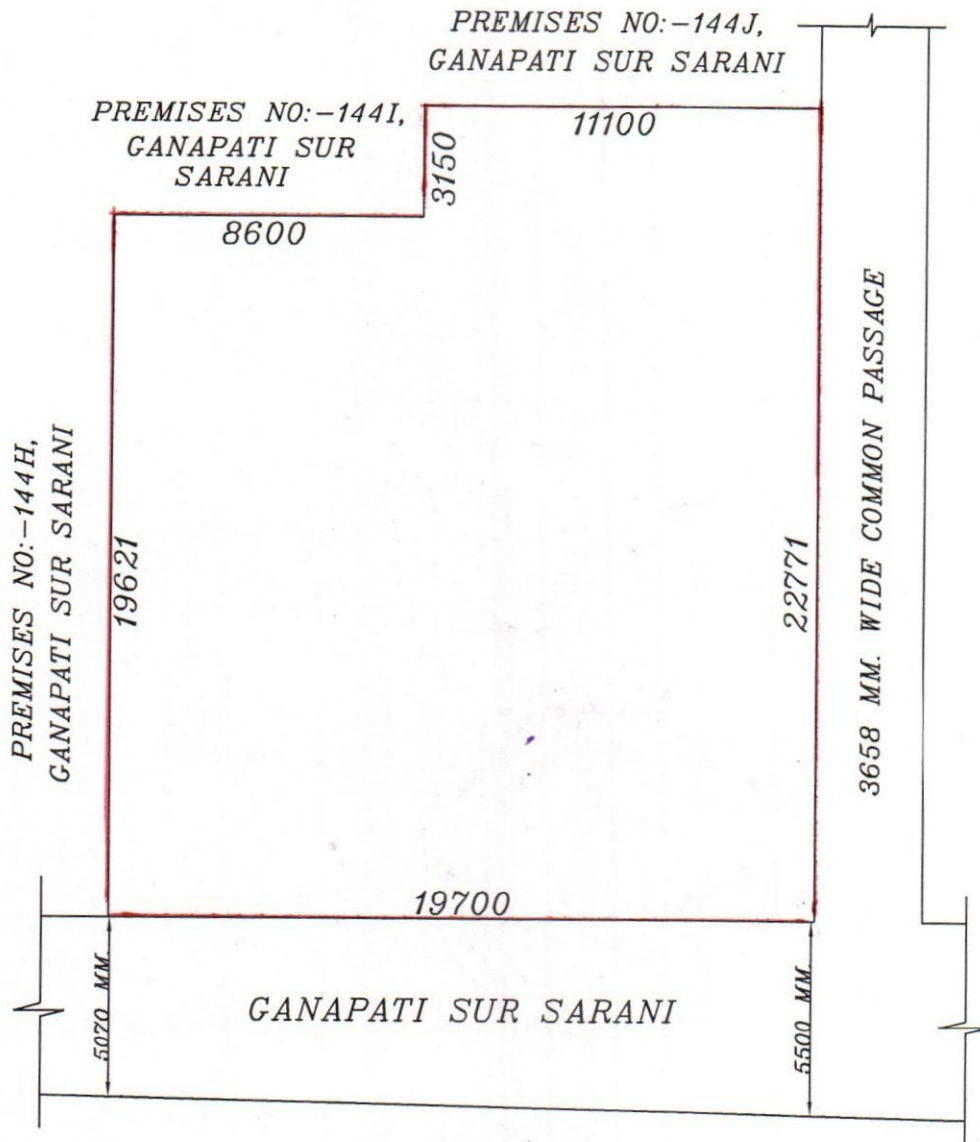 PREMISES NO:-144J,
GANAPATI SUR SARANI
PREMISES NO:-144I,
GANAPATI SUR
SARANI
11100
3150
8600
PREMISES NO:-144H,
GANAPATI SUR SARANI
19621
22771
3658 MM. WIDE COMMON PASSAGE
19700
5070 MM.
GANAPATI SUR SARANI
5500 MM.